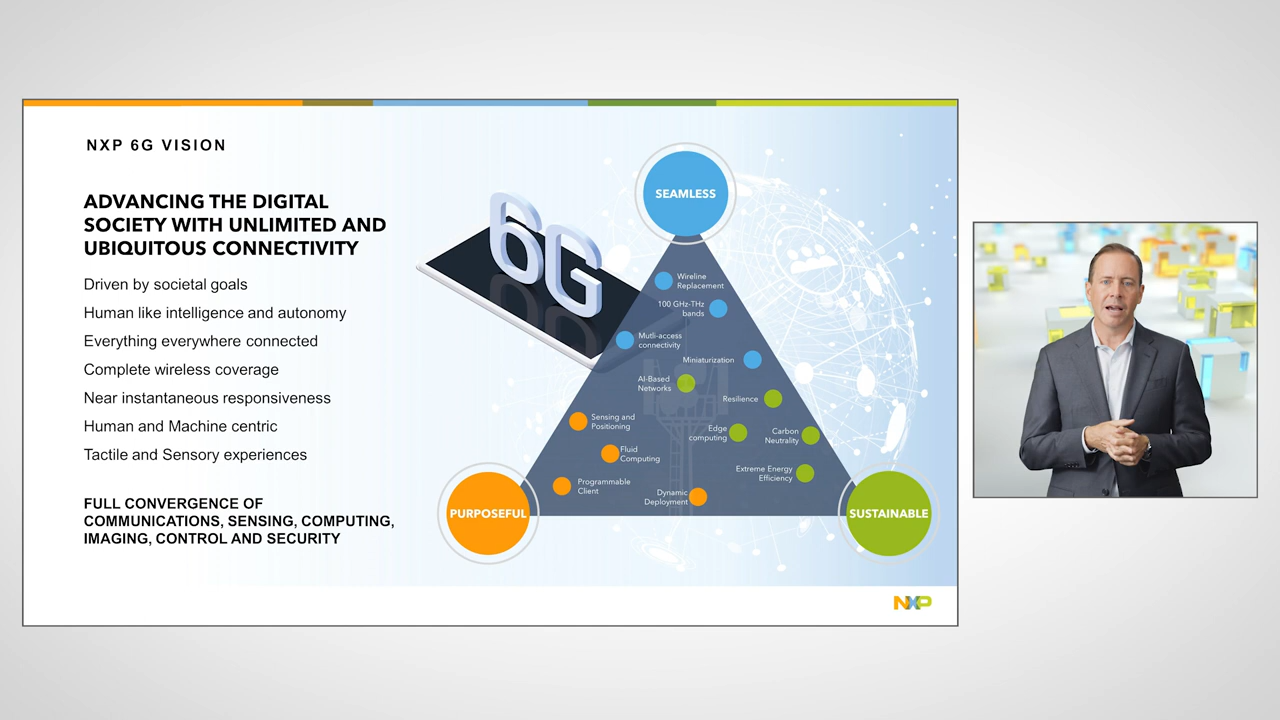 NXP 6G VISION
ADVANCING THE DIGITAL
SOCIETY WITH UNLIMITED AND
UBIQUITOUS CONNECTIVITY
Driven by societal goals
Human like intelligence and autonomy
Everything everywhere connected
Complete wireless coverage
Near instantaneous responsiveness
Human and Machine centric
Tactile and Sensory experiences
FULL CONVERGENCE OF
COMMUNICATIONS, SENSING, COMPUTING,
IMAGING, CONTROL AND SECURITY
6G
SEAMLESS
Wireline
Replacement
100 GHz-THz
bands
Mutli-access
connectivity
Miniaturization
AI-Based
Networks
Resilience
Sensing and
Positioning
Edge
computing
Carbon
Neutrality
Fluid
Computing
Extreme Energy
Efficiency
Programmable
Client
Dynamic
Deployment
PURPOSEFUL
SUSTAINABLE
NXP